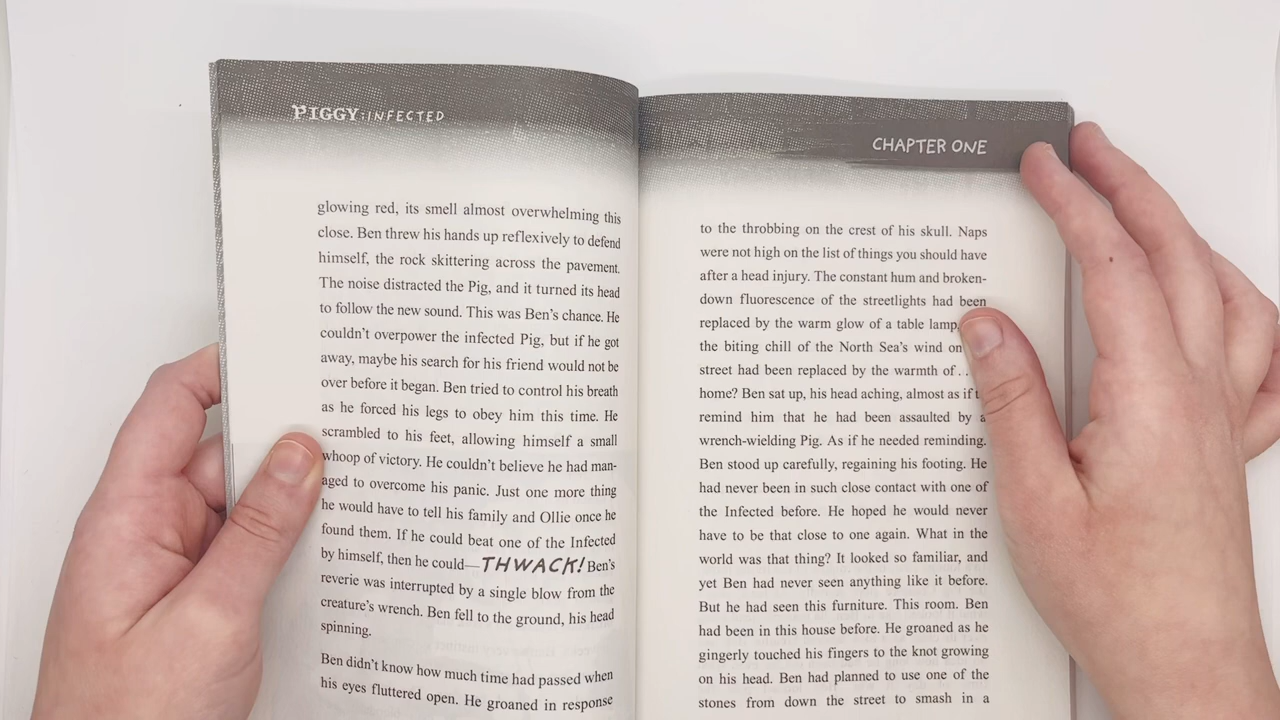 PIGGY: INFECTED
glowing red, its smell almost overwhelming this
close. Ben threw his hands up reflexively to defend
himself, the rock skittering across the pavement.
The noise distracted the Pig, and it turned its head
to follow the new sound. This was Ben's chance. He
couldn't overpower the infected Pig, but if he got
away, maybe his search for his friend would not be
over before it began. Ben tried to control his breath
as he forced his legs to obey him this time. He
scrambled to his feet, allowing himself a small
whoop of victory. He couldn't believe he had man-
aged to overcome his panic. Just one more thing
he would have to tell his family and Ollie once he
found them. If he could beat one of the Infected
by himself, then he could—THWACK! Ben's
reverie was interrupted by a single blow from the
creature's wrench. Ben fell to the ground, his head
spinning.
Ben didn't know how much time had passed when
his eyes fluttered open. He groaned in response
CHAPTER ONE
to the throbbing on the crest of his skull. Naps
were not high on the list of things you should have
after a head injury. The constant hum and broken-
down fluorescence of the streetlights had been
replaced by the warm glow of a table lamp,
the biting chill of the North Sea's wind on
street had been replaced by the warmth of . .
home? Ben sat up, his head aching, almost as if
remind him that he had been assaulted by a
wrench-wielding Pig. As if he needed reminding.
Ben stood up carefully, regaining his footing. He
had never been in such close contact with one of
the Infected before. He hoped he would never
have to be that close to one again. What in the
world was that thing? It looked so familiar, and
yet Ben had never seen anything like it before.
But he had seen this furniture. This room. Ben
had been in this house before. He groaned as he
gingerly touched his fingers to the knot growing
on his head. Ben had planned to use one of the
stones from down the street to smash in a